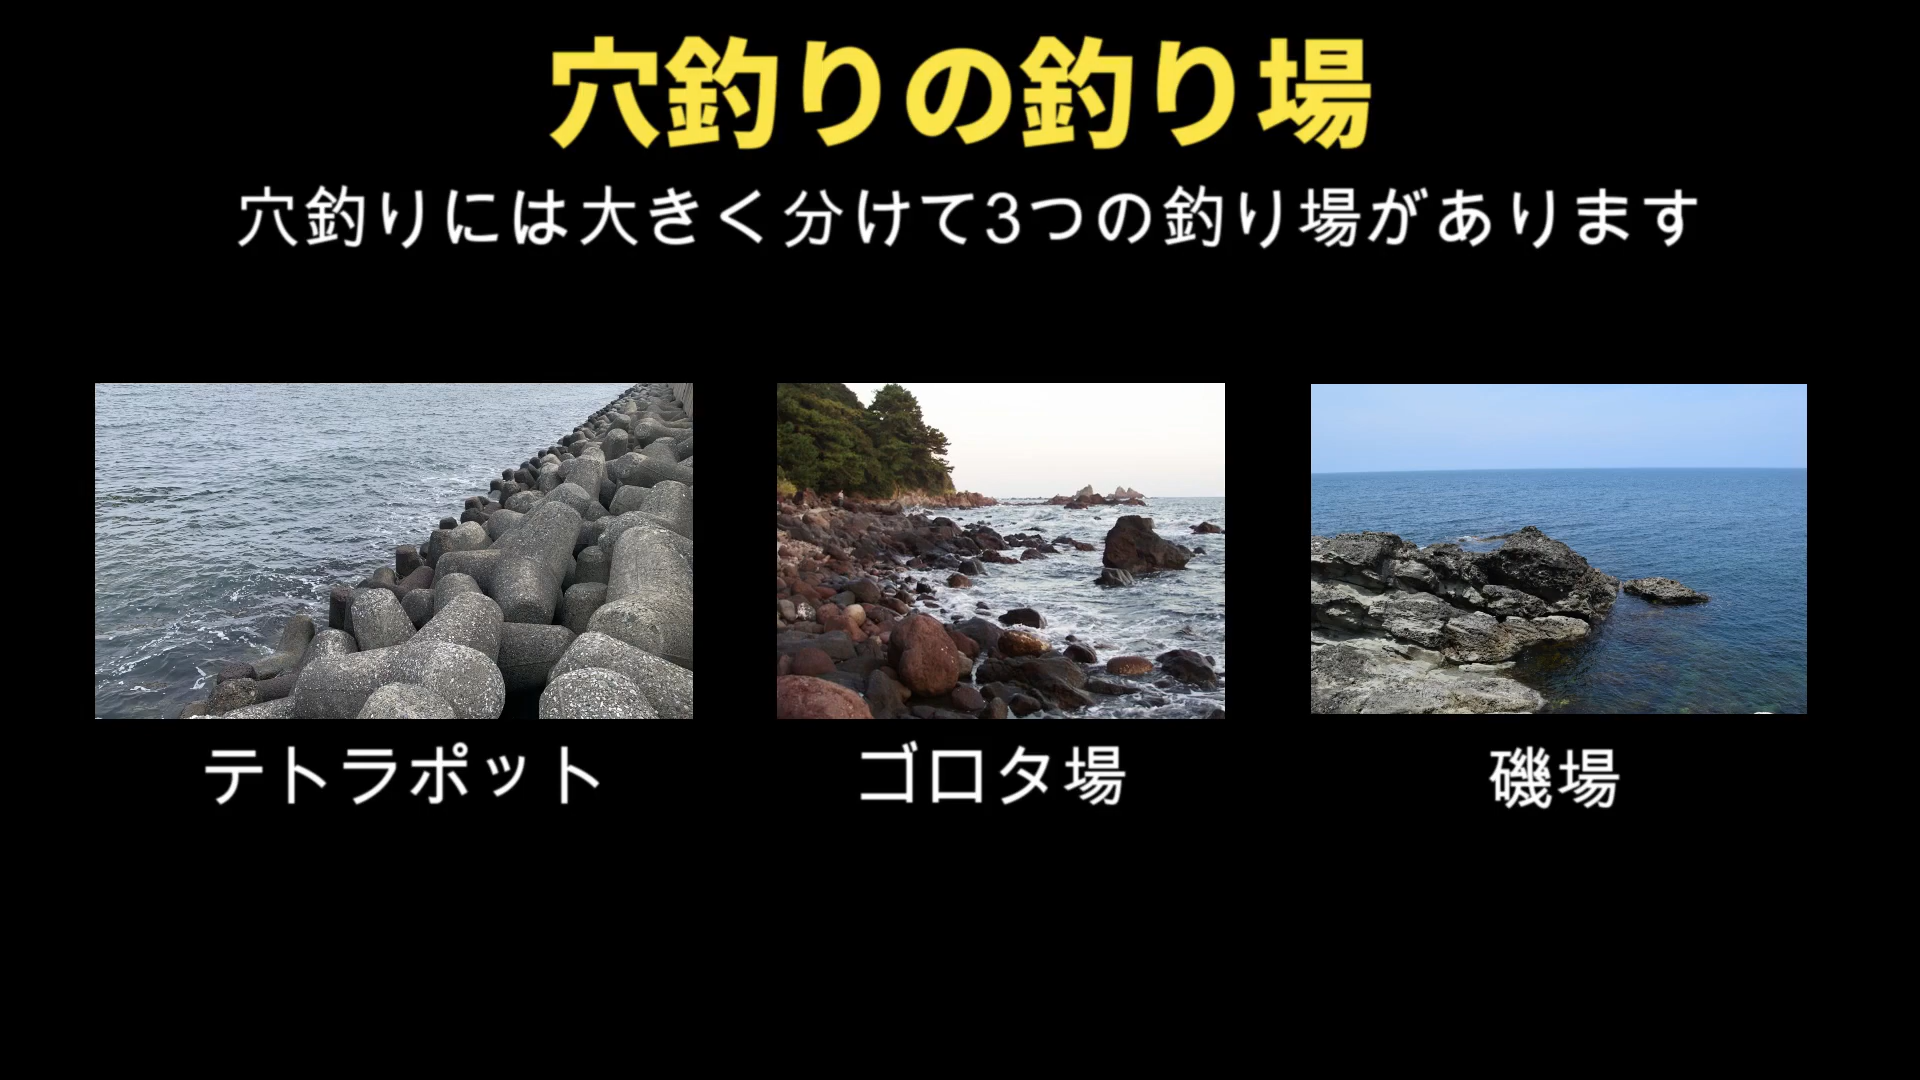 穴釣りの釣り場
穴釣りには大きく分けて3つの釣り場があります
テトラポット
ゴロタ場
磯場